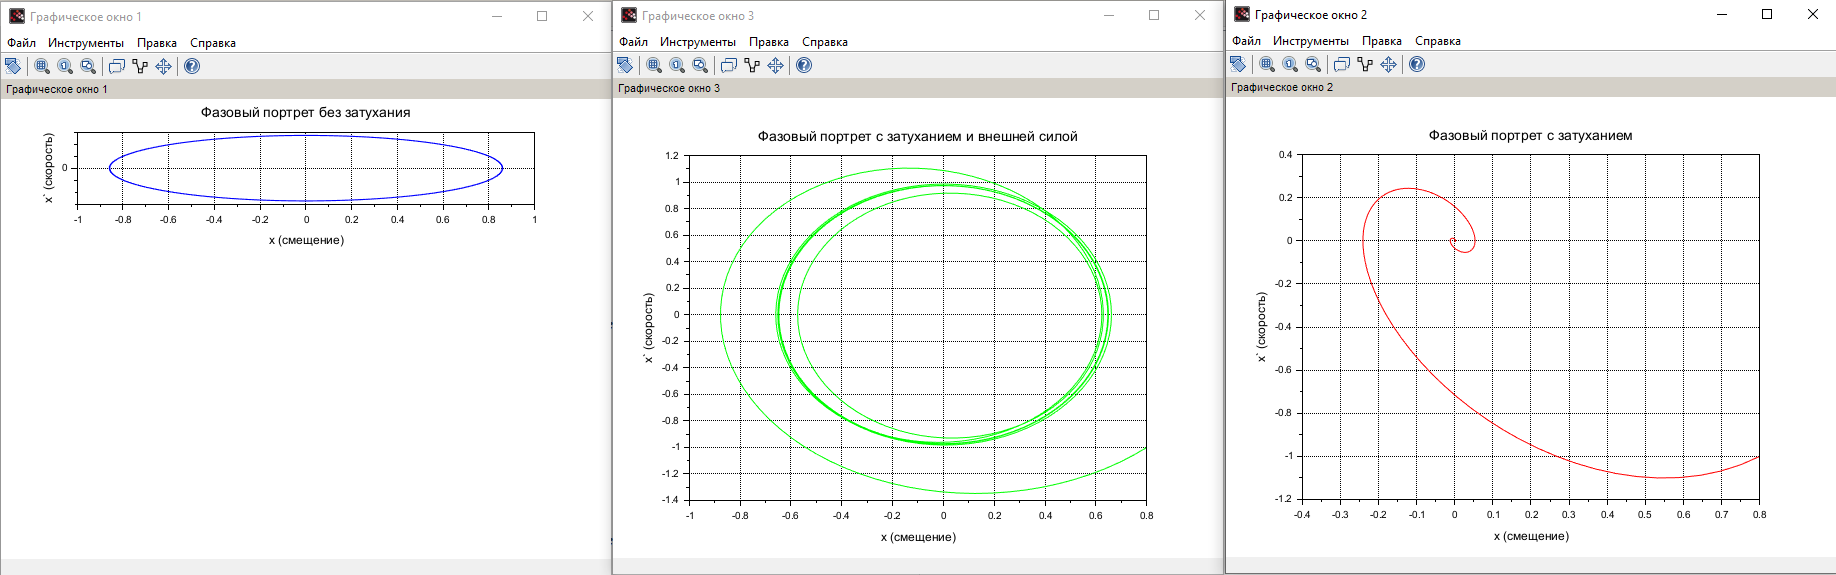 Графическое окно 1
Файл Инструменты Правка Справка
Графическое окно 1
Фазовый портрет без затухания
x` (скорость)
0
-1 -0.8 -0.6 -0.4 -0.2 0 0.2 0.4 0.6 0.8 1
x (смещение)
Графическое окно 3
Файл Инструменты Правка Справка
Графическое окно 3
Фазовый портрет с затуханием и внешней силой
x` (скорость)
1.2
1
0.8
0.6
0.4
0.2
0
-0.2
-0.4
-0.6
-0.8
-1
-1.2
-1.4
-1 -0.8 -0.6 -0.4 -0.2 0 0.2 0.4 0.6 0.8
x (смещение)
Графическое окно 2
Файл Инструменты Правка Справка
Графическое окно 2
Фазовый портрет с затуханием
x` (скорость)
0.4
0.2
0
-0.2
-0.4
-0.6
-0.8
-1
-1.2
-0.4 -0.3 -0.2 -0.1 0 0.1 0.2 0.3 0.4 0.5 0.6 0.7 0.8
x (смещение)